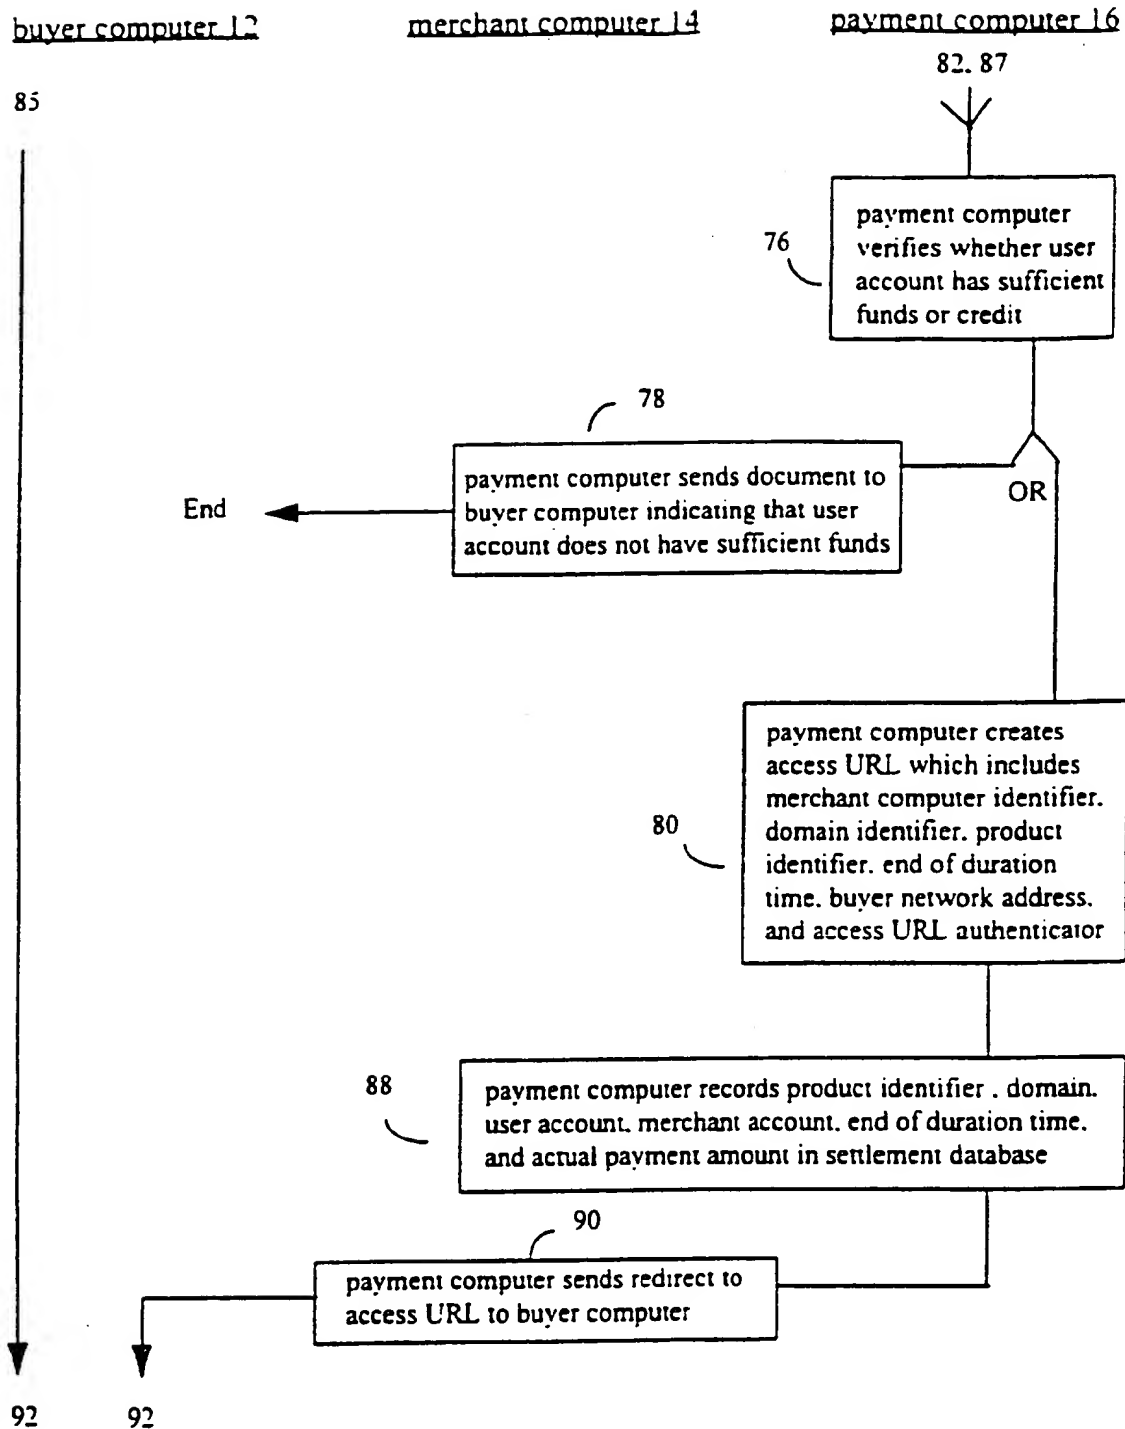 buyer computer 12
merchant computer 14
payment computer 16
82. 87
85
payment computer
verifies whether user
account has sufficient
funds or credit
76
78
payment computer sends document to
buyer computer indicating that user
account does not have sufficient funds
End
OR
payment computer creates
access URL which includes
merchant computer identifier.
domain identifier. product
identifier. end of duration
time. buyer network address.
and access URL authenticator
80
88
payment computer records product identifier . domain.
user account. merchant account. end of duration time.
and actual payment amount in settlement database
90
payment computer sends redirect to
access URL to buyer computer
92
92